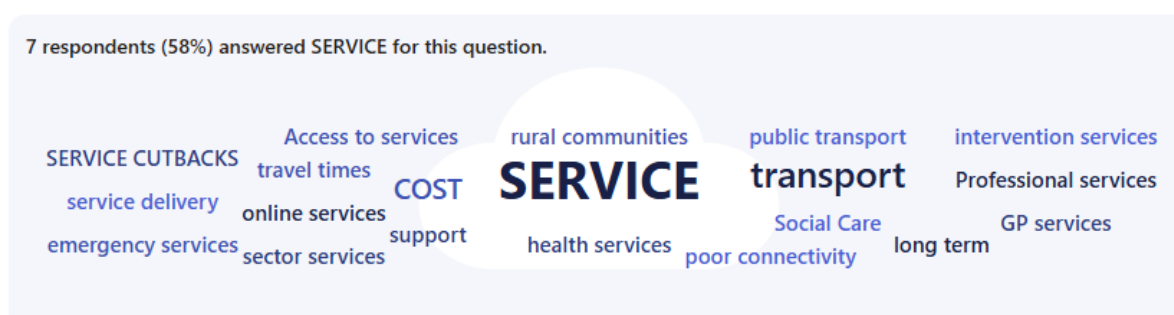 7 respondents (58%) answered SERVICE for this question.
Access to services
rural communities
public transport
intervention services
SERVICE CUTBACKS
travel times
COST
SERVICE
transport
Professional services
service delivery
online services
support
Social Care
GP services
emergency services
sector services
health services
poor connectivity
long term